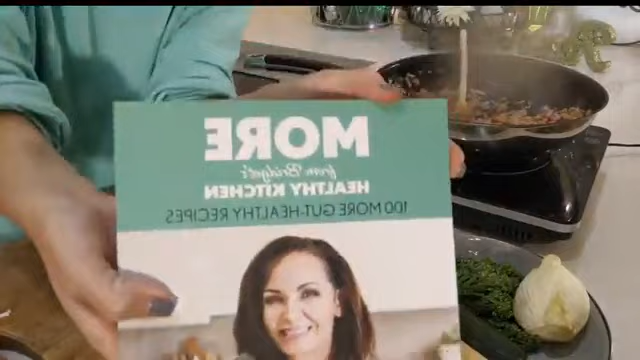 MORE
from Bridget's
HEALTHY KITCHEN
100 MORE GUT-HEALTHY RECIPES